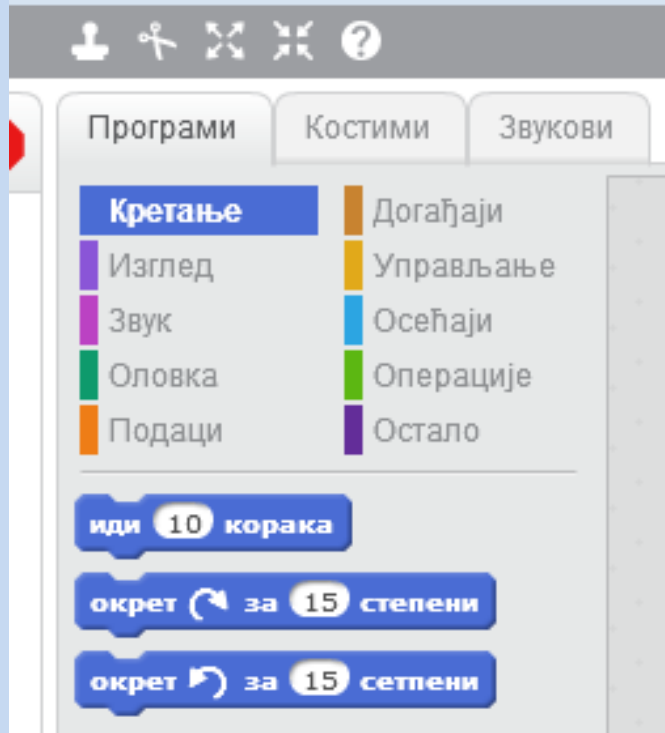 Програми Костими Звукови
Кретање Догађаји
Изглед Управљање
Звук Осећаји
Оловка Операције
Подаци Остало
иди 10 корака
окрет за 15 степени
окрет за 15 сетпени